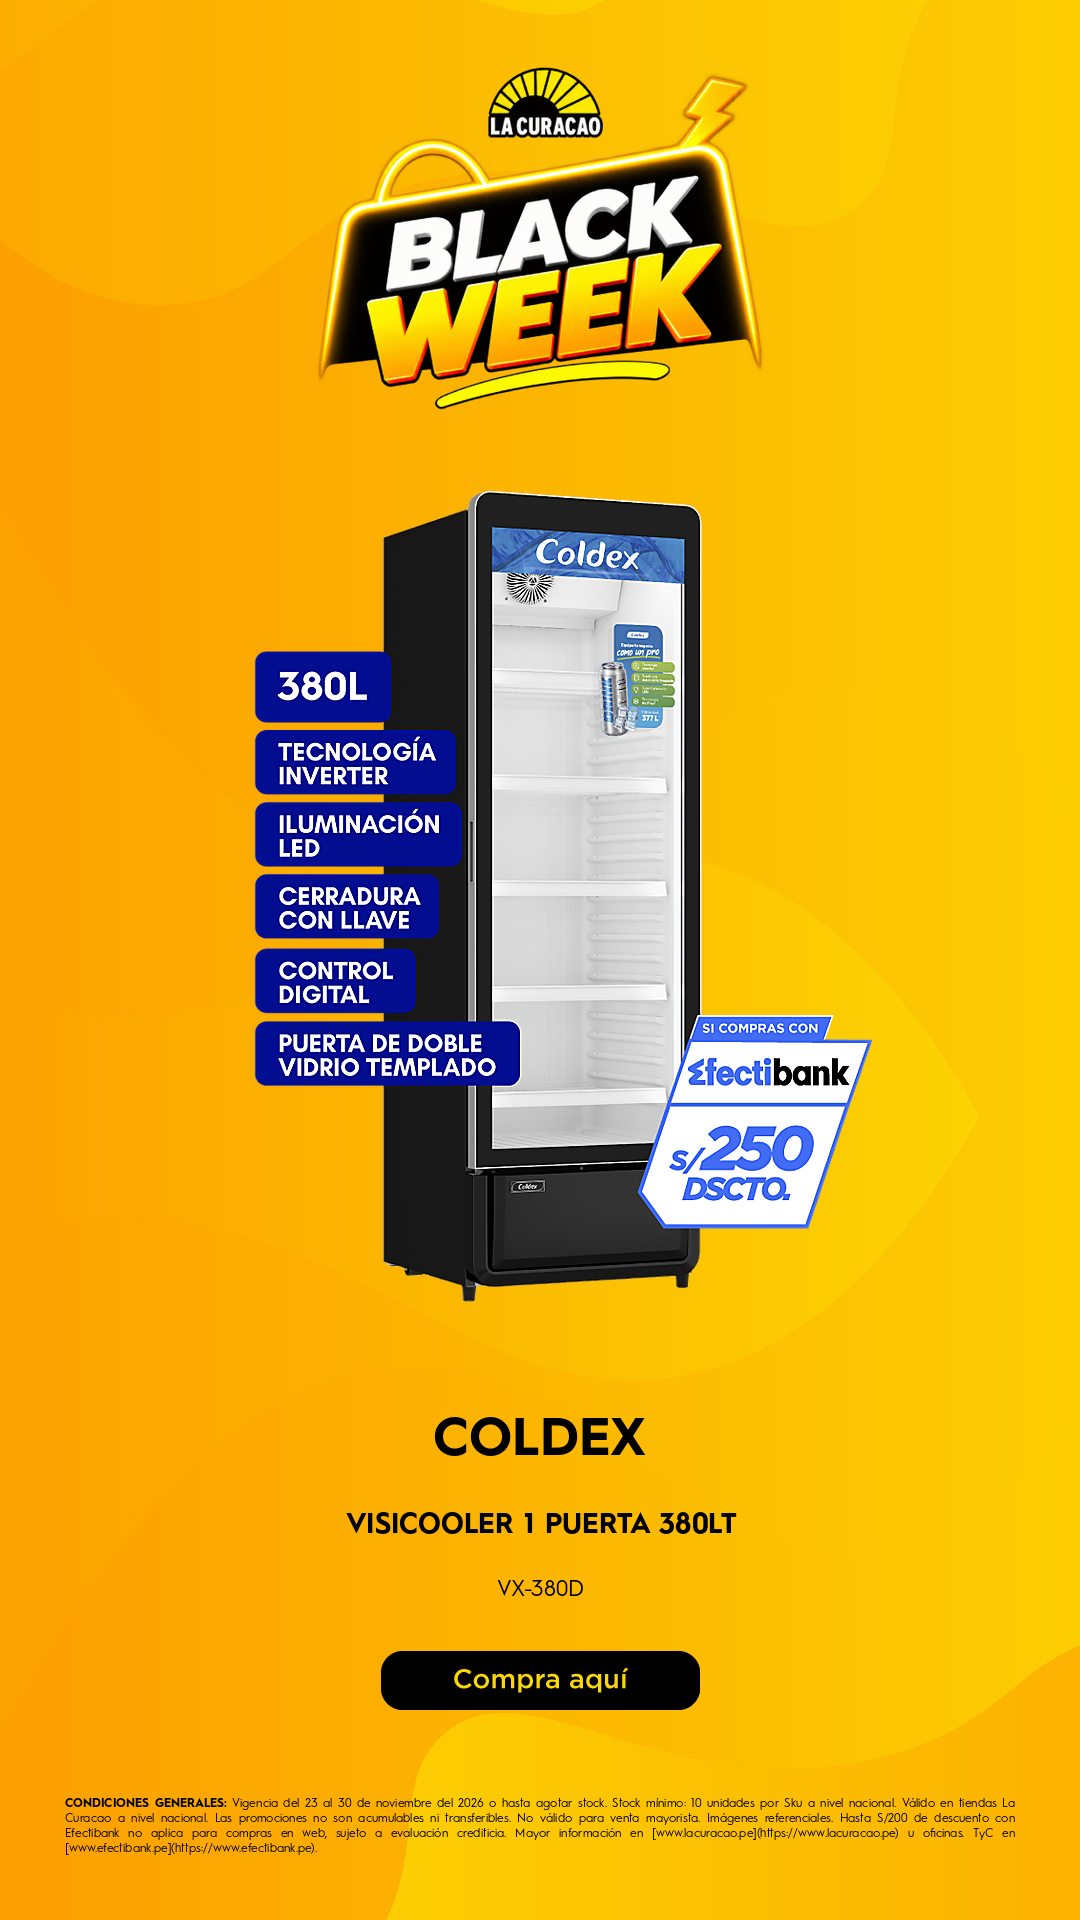 LA CURACAO
BLACK
WEEK
Coldex
como un pro
377 L
380L
TECNOLOGÍA
INVERTER
ILUMINACIÓN
LED
CERRADURA
CON LLAVE
CONTROL
DIGITAL
PUERTA DE DOBLE
VIDRIO TEMPLADO
SI COMPRAS CON
Efectibank
S/250
DSCTO.
Coldex
COLDEX
VISICOOLER 1 PUERTA 380LT
VX-380D
Compra aquí
CONDICIONES GENERALES: Vigencia del 23 al 30 de noviembre del 2026 o hasta agotar stock. Stock mínimo: 10 unidades por Sku a nivel nacional. Válido en tiendas La
Curacao a nivel nacional. Las promociones no son acumulables ni transferibles. No válido para venta mayorista. Imágenes referenciales. Hasta S/200 de descuento con
Efectibank no aplica para compras en web, sujeto a evaluación crediticia. Mayor información en [www.lacuracao.pe](https://www.lacuracao.pe) u oficinas. TyC en
[www.efectibank.pe](https://www.efectibank.pe).